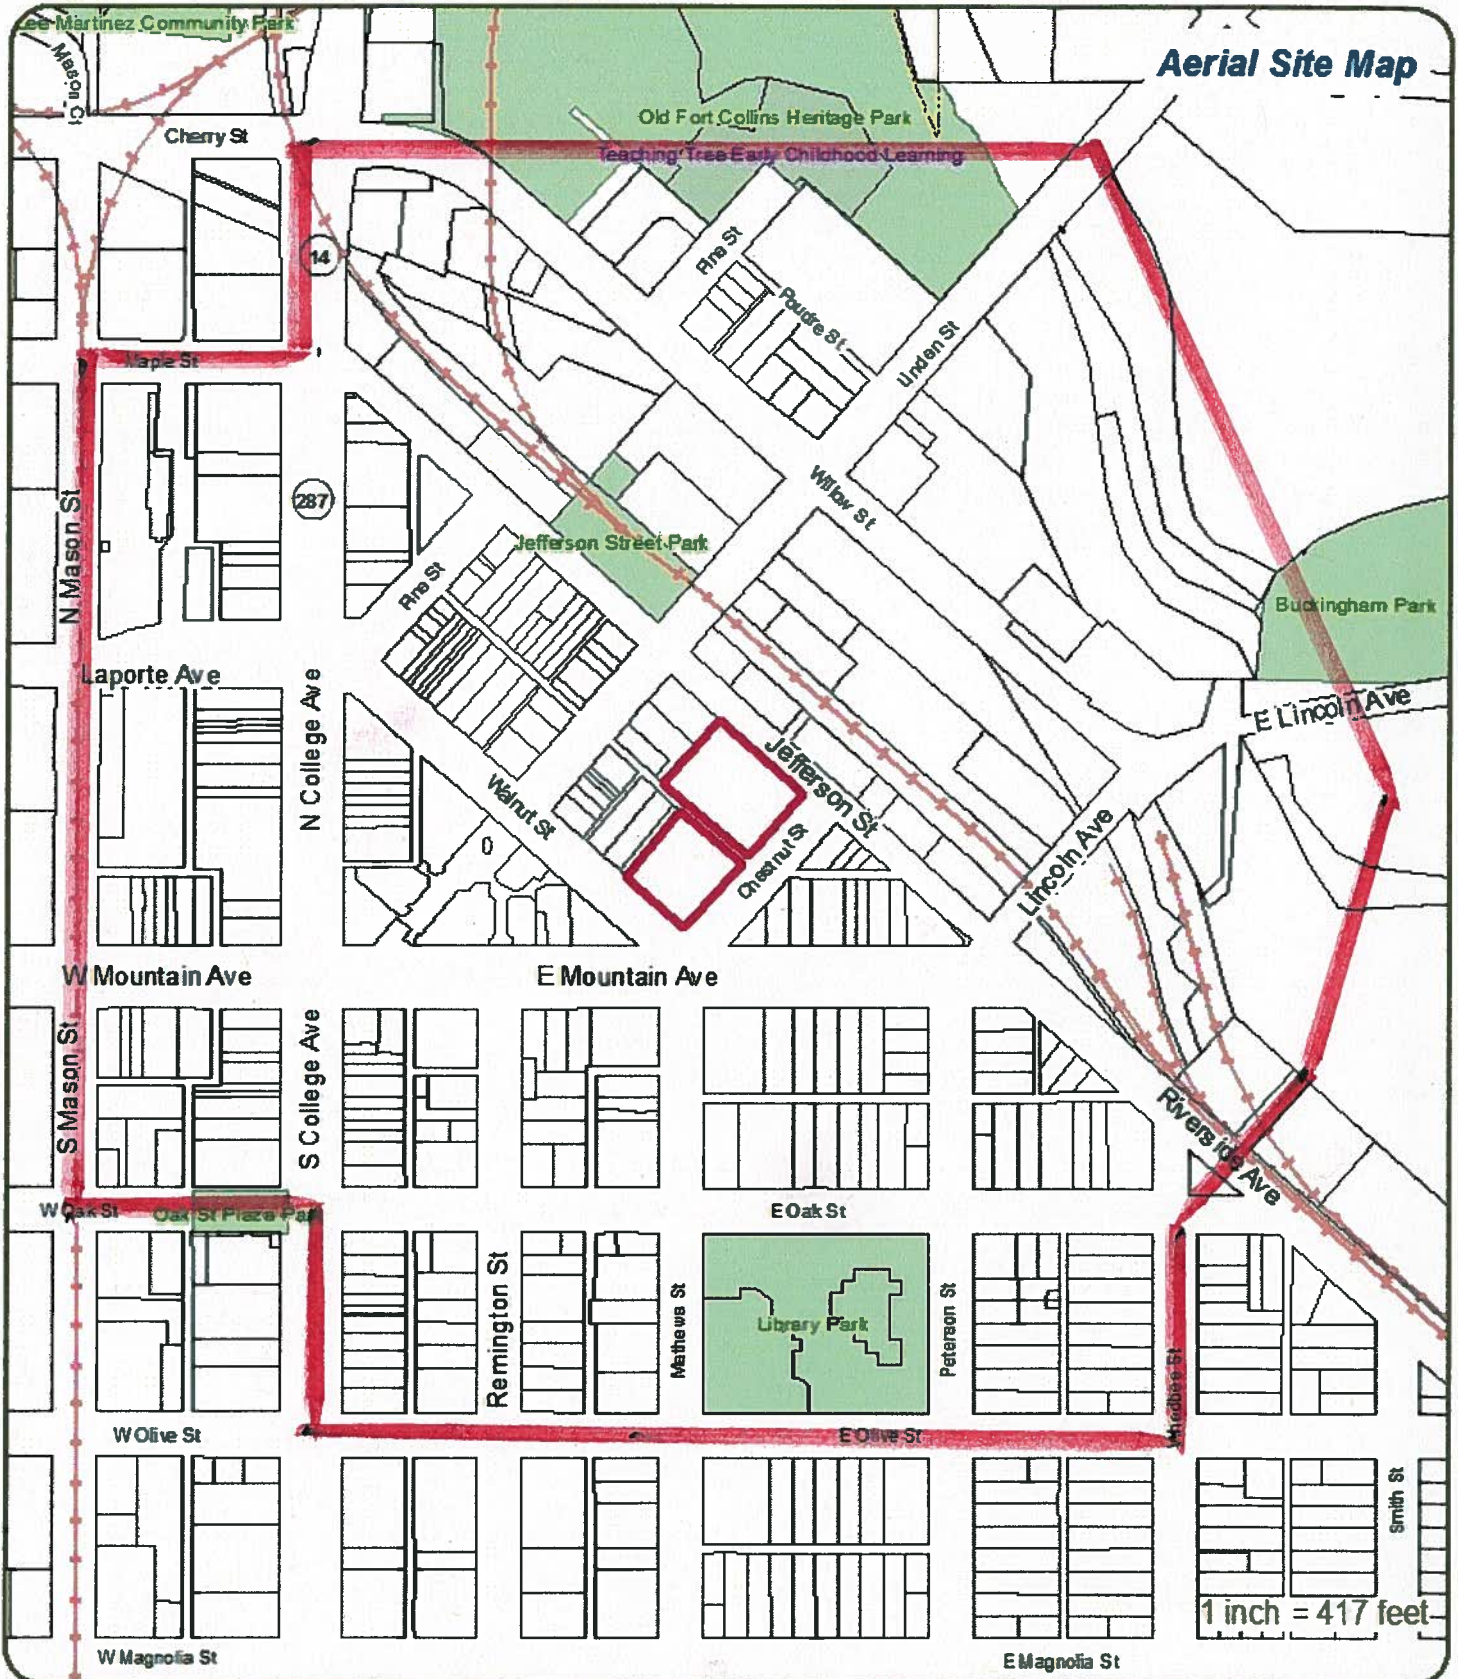 Lee Martinez Community Park
Mason Ct
Aerial Site Map
Cherry St
Old Fort Collins Heritage Park
Teaching Tree Early Childhood Learning
14
Pine St
Poudre St
Linden St
Maple St
287
Willow St
N Mason St
Jefferson Street Park
Pine St
Buckingham Park
Laporte Ave
N College Ave
E Lincoln Ave
Jefferson St
Walnut St
Chestnut St
Lincoln Ave
W Mountain Ave
E Mountain Ave
S Mason St
S College Ave
Riverside Ave
W Oak St
Oak St Plaza Par
E Oak St
Remington St
Mathews St
Library Park
Peterson St
Whedbee St
W Olive St
E Olive St
Smith St
1 inch = 417 feet
W Magnolia St
E Magnolia St